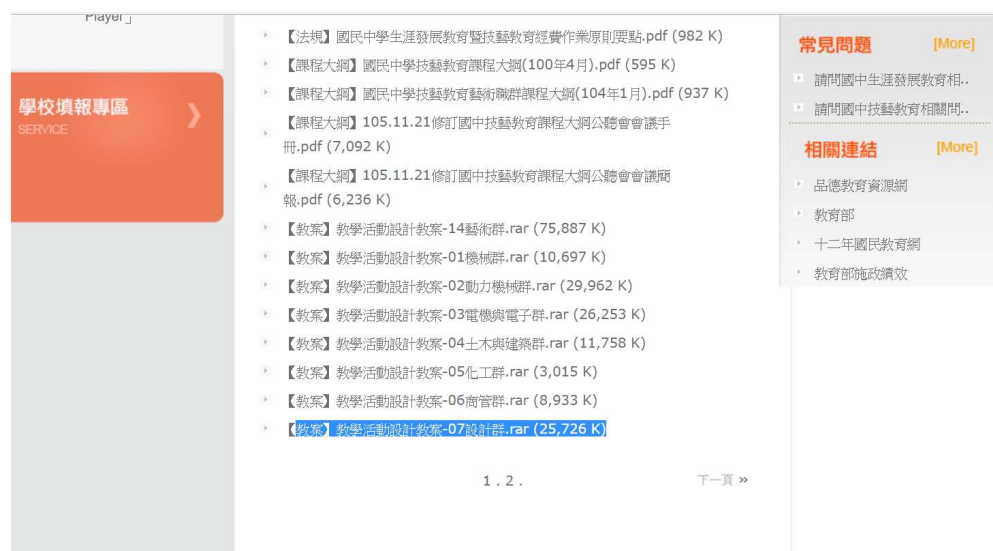 Player」
學校填報專區
SERVICE
【法規】國民中學生涯發展教育暨技藝教育經費作業原則要點.pdf (982 K)
【課程大綱】國民中學技藝教育課程大綱(100年4月).pdf (595 K)
【課程大綱】國民中學技藝教育藝術職群課程大綱(104年1月).pdf (937 K)
【課程大綱】105.11.21修訂國中技藝教育課程大綱公聽會會議手
冊.pdf (7,092 K)
【課程大綱】105.11.21修訂國中技藝教育課程大綱公聽會會議簡
報.pdf (6,236 K)
【教案】教學活動設計教案-14藝術群.rar (75,887 K)
【教案】教學活動設計教案-01機械群.rar (10,697 K)
【教案】教學活動設計教案-02動力機械群.rar (29,962 K)
【教案】教學活動設計教案-03電機與電子群.rar (26,253 K)
【教案】教學活動設計教案-04土木與建築群.rar (11,758 K)
【教案】教學活動設計教案-05化工群.rar (3,015 K)
【教案】教學活動設計教案-06商管群.rar (8,933 K)
【教案】教學活動設計教案-07設計群.rar (25,726 K)
1 . 2 .
下一頁 »
常見問題 [More]
請問國中生涯發展教育相..
請問國中技藝教育相關問..
相關連結 [More]
品德教育資源網
教育部
十二年國民教育網
教育部施政績效